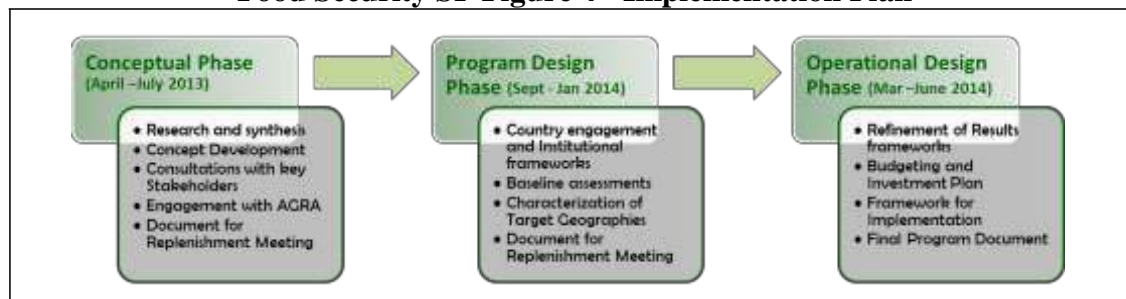 Food Security SP Figure 4 - Implementation Plan
Conceptual Phase
(April –July 2013)
• Research and synthesis
• Concept Development
• Consultations with key
Stakeholders
• Engagement with AGRA
• Document for
Replenishment Meeting
Program Design
Phase (Sept - Jan 2014)
• Country engagement
and Institutional
frameworks
• Baseline assessments
• Characterization of
Target Geographies
• Document for
Replenishment Meeting
Operational Design
Phase (Mar –June 2014)
• Refinement of Results
frameworks
• Budgeting and
Investment Plan
• Framework for
Implementation
• Final Program Document